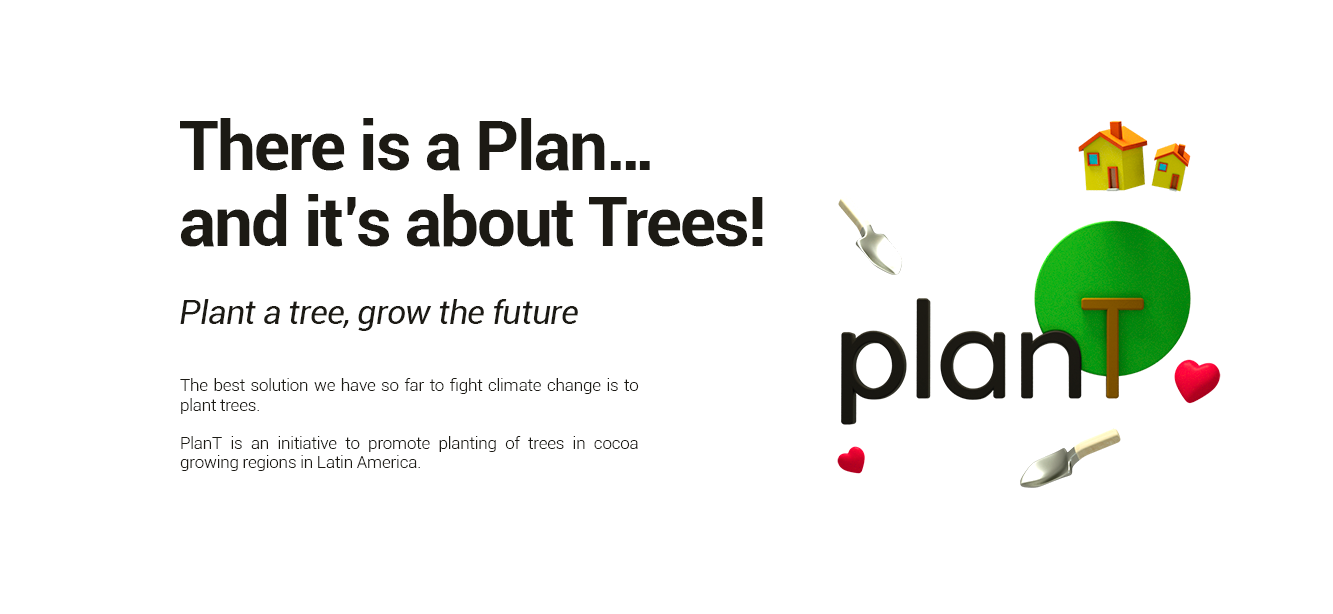 There is a Plan...
and it's about Trees!
Plant a tree, grow the future
The best solution we have so far to fight climate change is to
plant trees.
PlanT is an initiative to promote planting of trees in cocoa
growing regions in Latin America.
planT